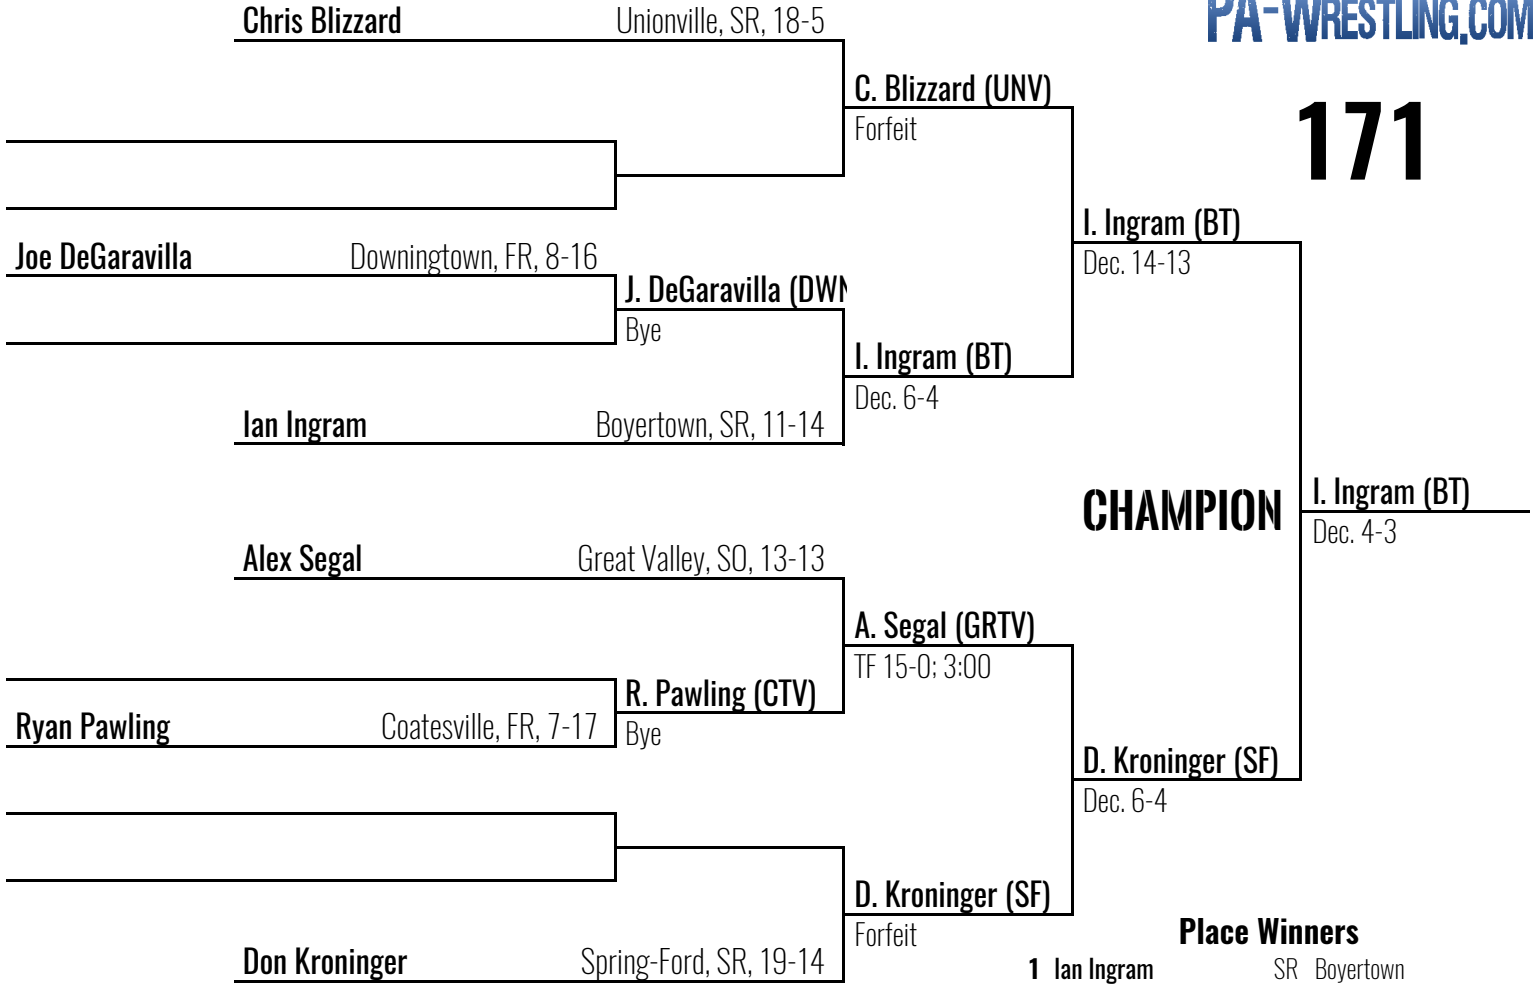 Chris Blizzard Unionville, SR, 18-5
PA-WRESTLING.COM
C. Blizzard (UNV)
Forfeit
171
I. Ingram (BT)
Dec. 14-13
Joe DeGaravilla Downingtown, FR, 8-16
J. DeGaravilla (DWN
Bye
I. Ingram (BT)
Dec. 6-4
Ian Ingram Boyertown, SR, 11-14
CHAMPION
I. Ingram (BT)
Dec. 4-3
Alex Segal Great Valley, SO, 13-13
A. Segal (GRTV)
TF 15-0; 3:00
R. Pawling (CTV)
Bye
Ryan Pawling Coatesville, FR, 7-17
D. Kroninger (SF)
Dec. 6-4
D. Kroninger (SF)
Forfeit
Don Kroninger Spring-Ford, SR, 19-14
Place Winners
1 Ian Ingram SR Boyertown